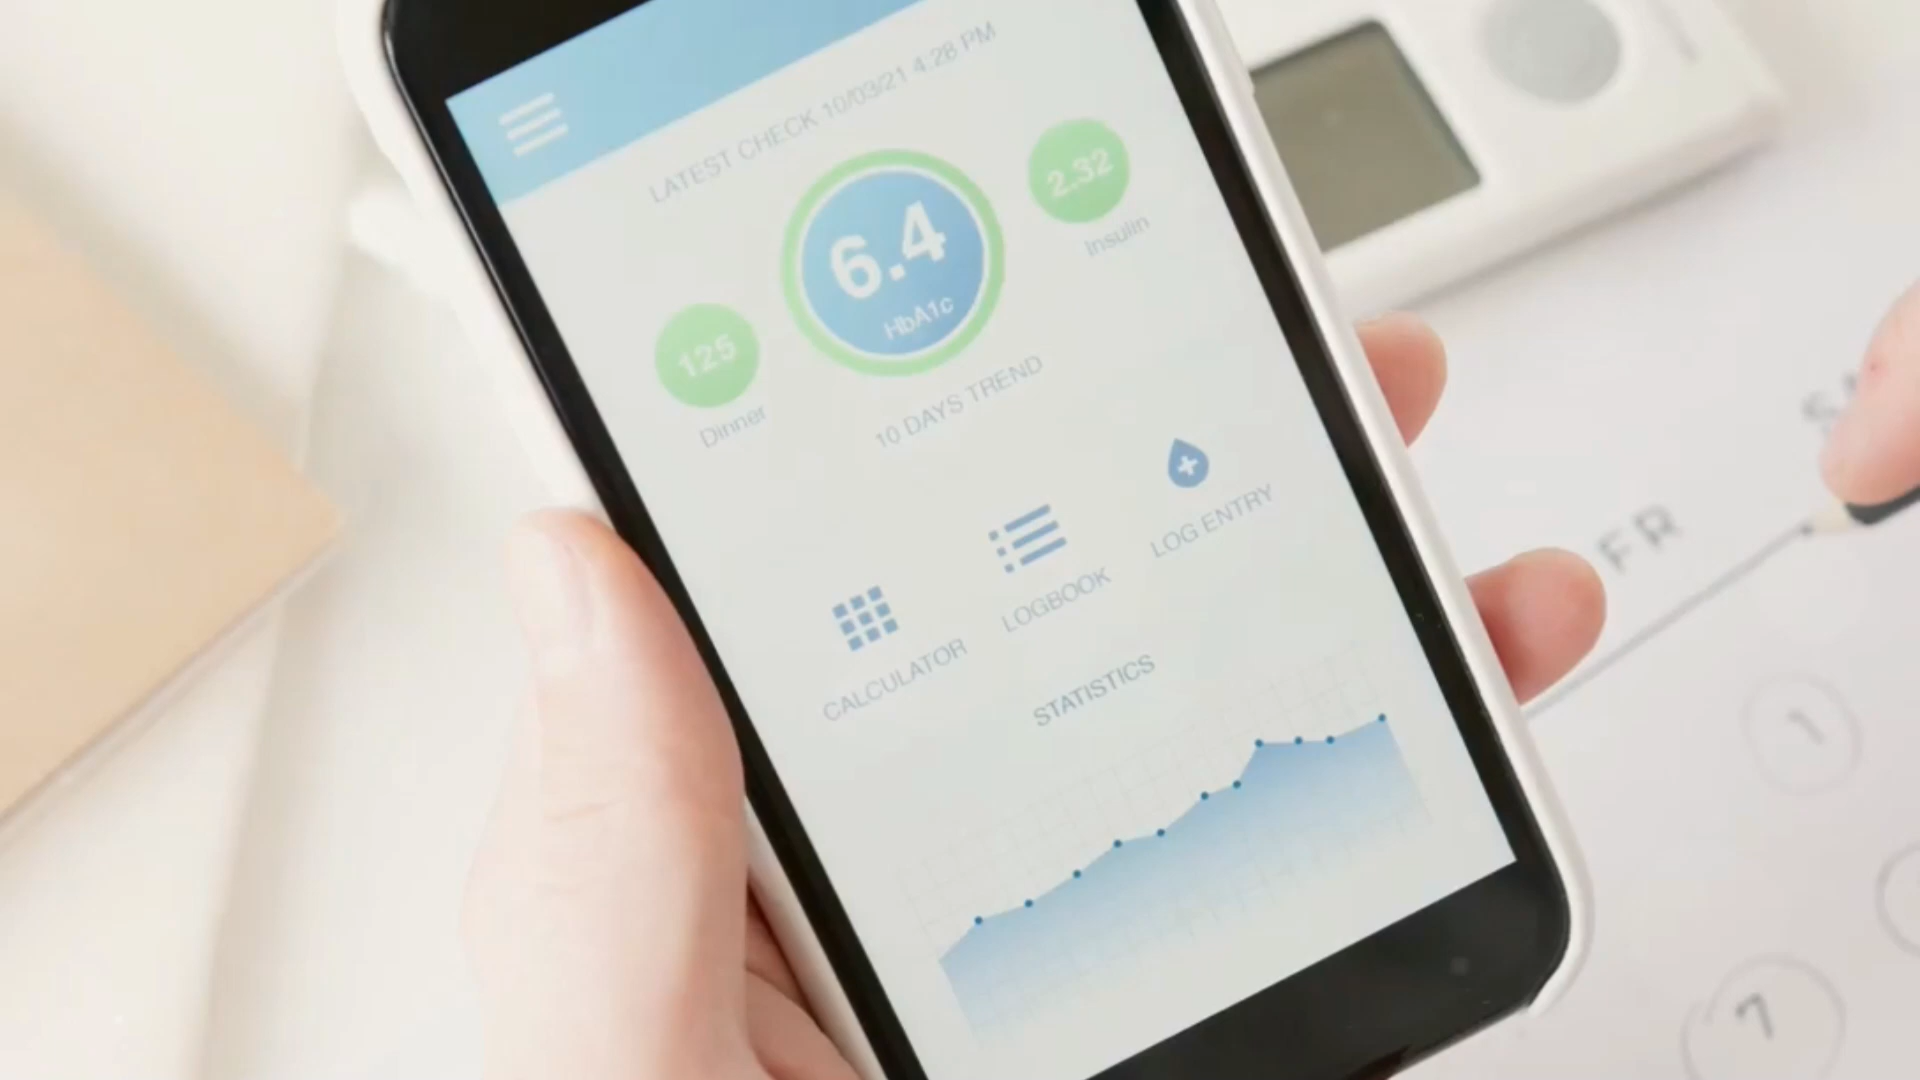 LATEST CHECK 10/03/21 4:28 PM
2.32
Insulin
6.4
HbA1c
125
Dinner
10 DAYS TREND
LOG ENTRY
LOGBOOK
CALCULATOR
STATISTICS
FR
1
7